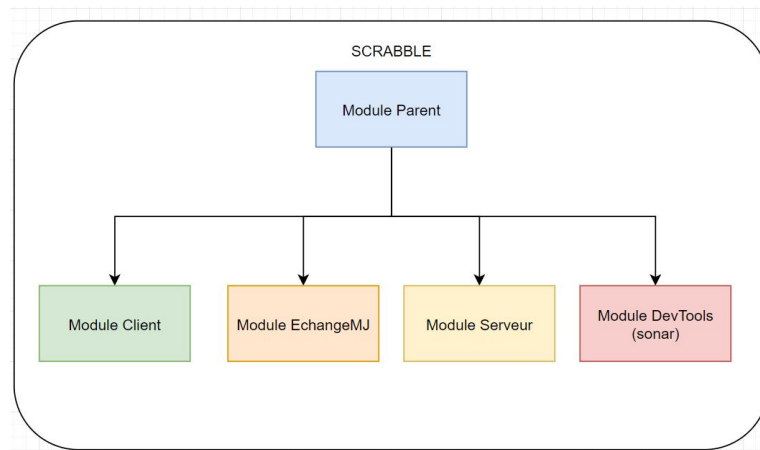 SCRABBLE
Module Parent
Module Client
Module EchangeMJ
Module Serveur
Module DevTools
(sonar)